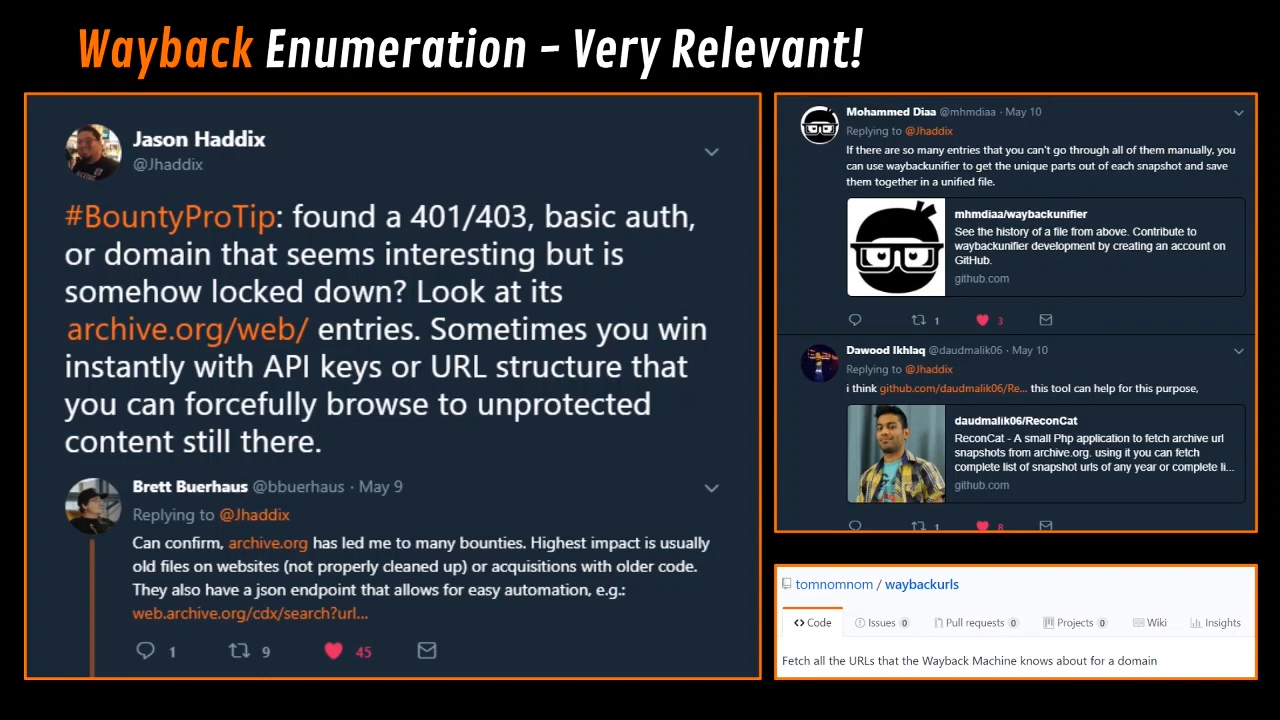 Wayback Enumeration – Very Relevant!
Jason Haddix
@Jhaddix
#BountyProTip: found a 401/403, basic auth,
or domain that seems interesting but is
somehow locked down? Look at its
archive.org/web/ entries. Sometimes you win
instantly with API keys or URL structure that
you can forcefully browse to unprotected
content still there.
Brett Buerhaus @bbuerhaus · May 9
Replying to @Jhaddix
Can confirm, archive.org has led me to many bounties. Highest impact is usually
old files on websites (not properly cleaned up) or acquisitions with older code.
They also have a json endpoint that allows for easy automation, e.g.:
web.archive.org/cdx/search?url...
1 9 45
Mohammed Diaa @mhmdiaa · May 10
Replying to @Jhaddix
If there are so many entries that you can't go through all of them manually, you
can use waybackunifier to get the unique parts out of each snapshot and save
them together in a unified file.
mhmdiaa/waybackunifier
See the history of a file from above. Contribute to
waybackunifier development by creating an account on
GitHub.
github.com
1 3
Dawood Ikhlaq @daudmalik06 · May 10
Replying to @Jhaddix
i think github.com/daudmalik06/Re... this tool can help for this purpose,
daudmalik06/ReconCat
ReconCat - A small Php application to fetch archive url
snapshots from archive.org. using it you can fetch
complete list of snapshot urls of any year or complete li...
github.com
1 8
tomnomnom / waybackurls
<> Code Issues 0 Pull requests 0 Projects 0 Wiki Insights
Fetch all the URLs that the Wayback Machine knows about for a domain